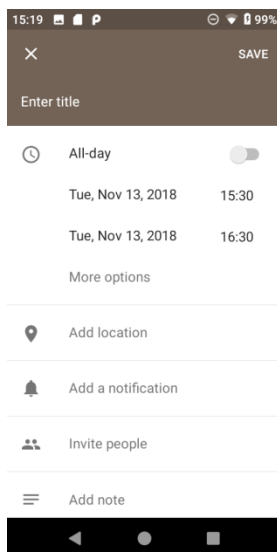 15:19 99%
SAVE
Enter title
All-day
Tue, Nov 13, 2018 15:30
Tue, Nov 13, 2018 16:30
More options
Add location
Add a notification
Invite people
Add note